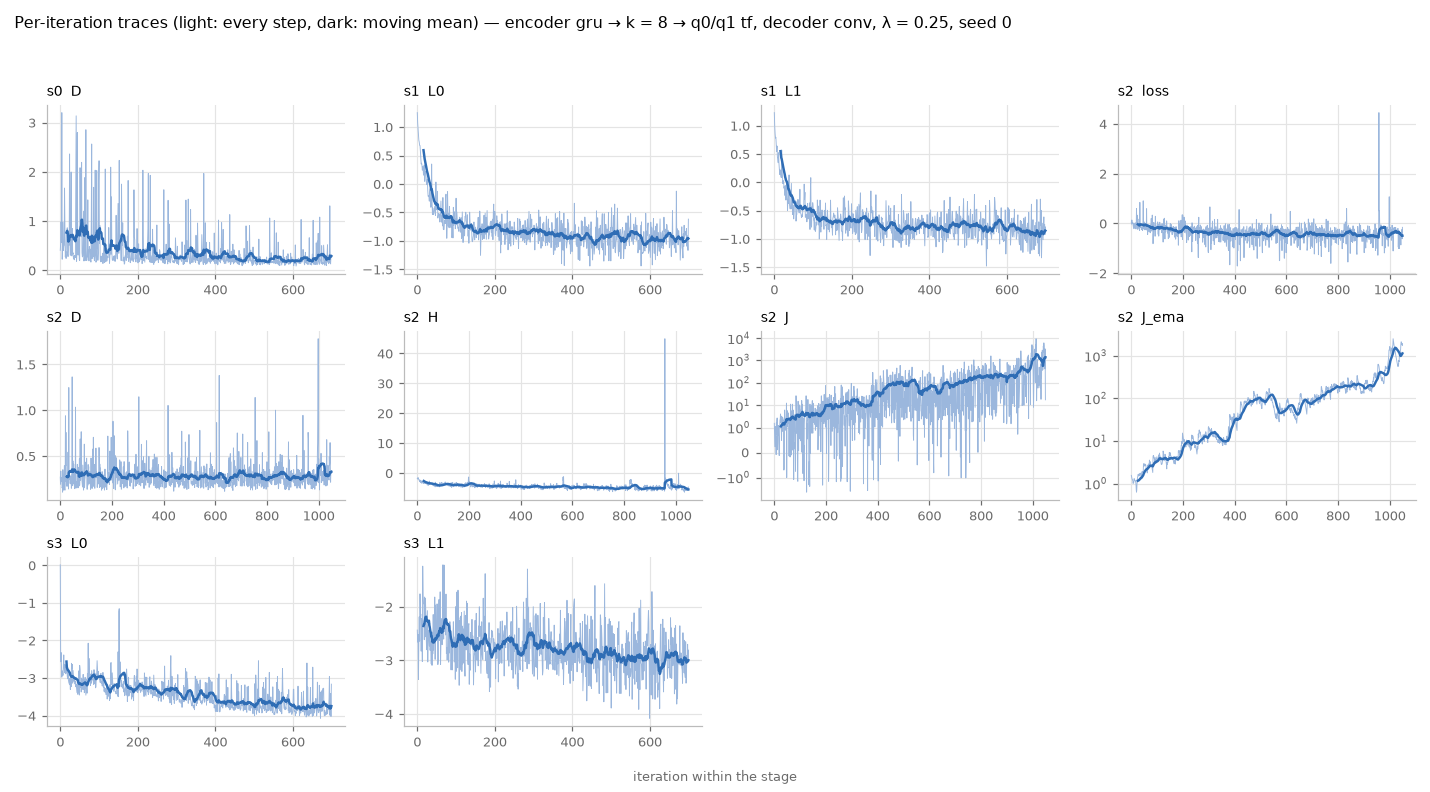 Per-iteration traces (light: every step, dark: moving mean) — encoder gru → k = 8 → q0/q1 tf, decoder conv, λ = 0.25, seed 0
s0 D
3
2
1
0
0 200 400 600
s1 L0
1.0
0.5
0.0
−0.5
−1.0
−1.5
0 200 400 600
s1 L1
1.0
0.5
0.0
−0.5
−1.0
−1.5
0 200 400 600
s2 loss
4
2
0
−2
0 200 400 600 800 1000
s2 D
1.5
1.0
0.5
0 200 400 600 800 1000
s2 H
40
30
20
10
0
0 200 400 600 800 1000
s2 J
10⁴
10³
10²
10¹
10⁰
0
−10⁰
0 200 400 600 800 1000
s2 J_ema
10³
10²
10¹
10⁰
0 200 400 600 800 1000
s3 L0
0
−1
−2
−3
−4
0 200 400 600
s3 L1
−2
−3
−4
0 200 400 600
iteration within the stage